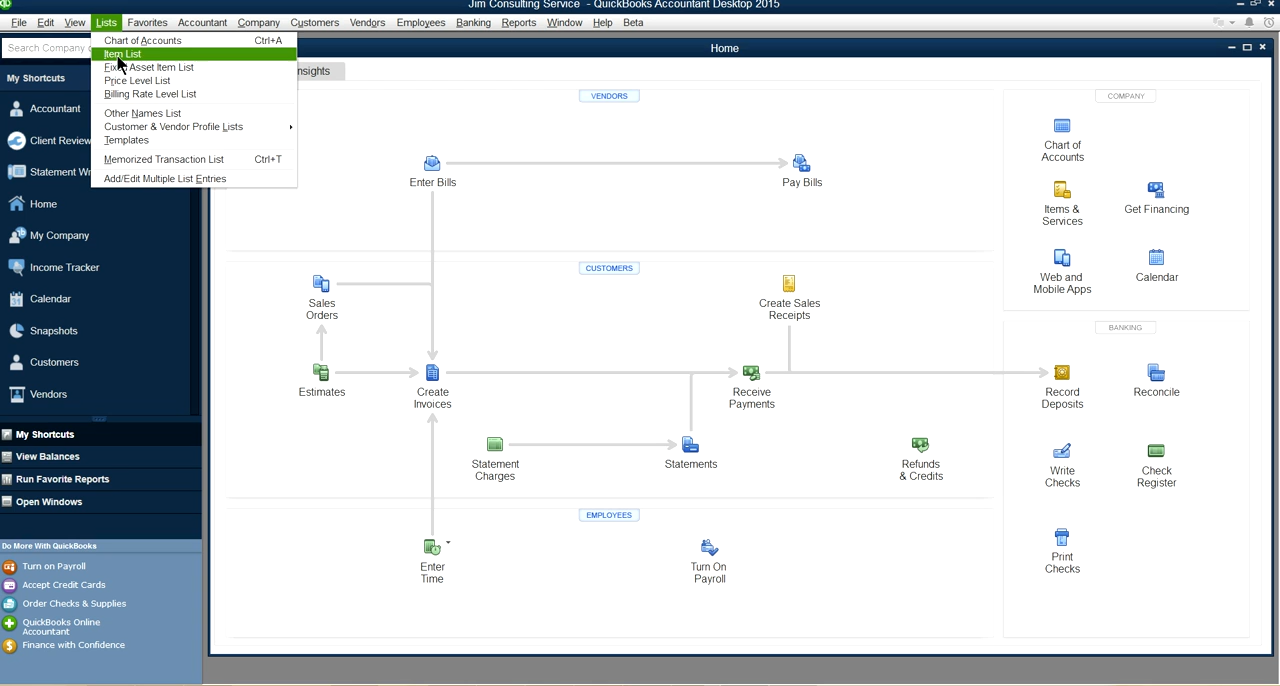 Jim Consulting Service - QuickBooks Accountant Desktop 2015
File Edit View Lists Favorites Accountant Company Customers Vendors Employees Banking Reports Window Help Beta
Search Company
Chart of Accounts Ctrl+A
Item List
Fixed Asset Item List
Price Level List
Billing Rate Level List
Other Names List
Customer & Vendor Profile Lists
Templates
Memorized Transaction List Ctrl+T
Add/Edit Multiple List Entries
My Shortcuts
Accountant
Client Review
Statement Wr
Home
My Company
Income Tracker
Calendar
Snapshots
Customers
Vendors
My Shortcuts
View Balances
Run Favorite Reports
Open Windows
Do More With QuickBooks
Turn on Payroll
Accept Credit Cards
Order Checks & Supplies
QuickBooks Online
Accountant
Finance with Confidence
Home
nsights
VENDORS
Enter Bills
Pay Bills
CUSTOMERS
Sales
Orders
Create Sales
Receipts
Estimates
Create
Invoices
Receive
Payments
Statement
Charges
Statements
Refunds
& Credits
EMPLOYEES
Enter
Time
Turn On
Payroll
COMPANY
Chart of
Accounts
Items &
Services
Get Financing
Web and
Mobile Apps
Calendar
BANKING
Record
Deposits
Reconcile
Write
Checks
Check
Register
Print
Checks